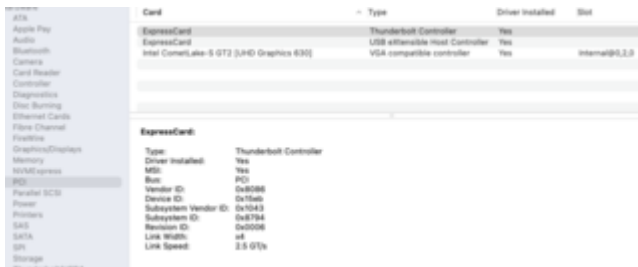 Card Type Driver Installed Slot
ExpressCard Thunderbolt Controller Yes
ExpressCard USB eXtensible Host Controller Yes
Intel CometLake-S GT2 [UHD Graphics 630] VGA compatible controller Yes Internal@0,2,0
ATA
Apple Pay
Audio
Bluetooth
Camera
Card Reader
Controller
Diagnostics
Disc Burning
Ethernet Cards
Fibre Channel
FireWire
Graphics/Displays
Memory
NVMExpress
PCI
Parallel SCSI
Power
Printers
SAS
SATA
SPI
Storage
ExpressCard:
Type: Thunderbolt Controller
Driver Installed: Yes
MSI: Yes
Bus: PCI
Vendor ID: 0x8086
Device ID: 0x15eb
Subsystem Vendor ID: 0x1043
Subsystem ID: 0x8794
Revision ID: 0x0006
Link Width: x4
Link Speed: 2.5 GT/s